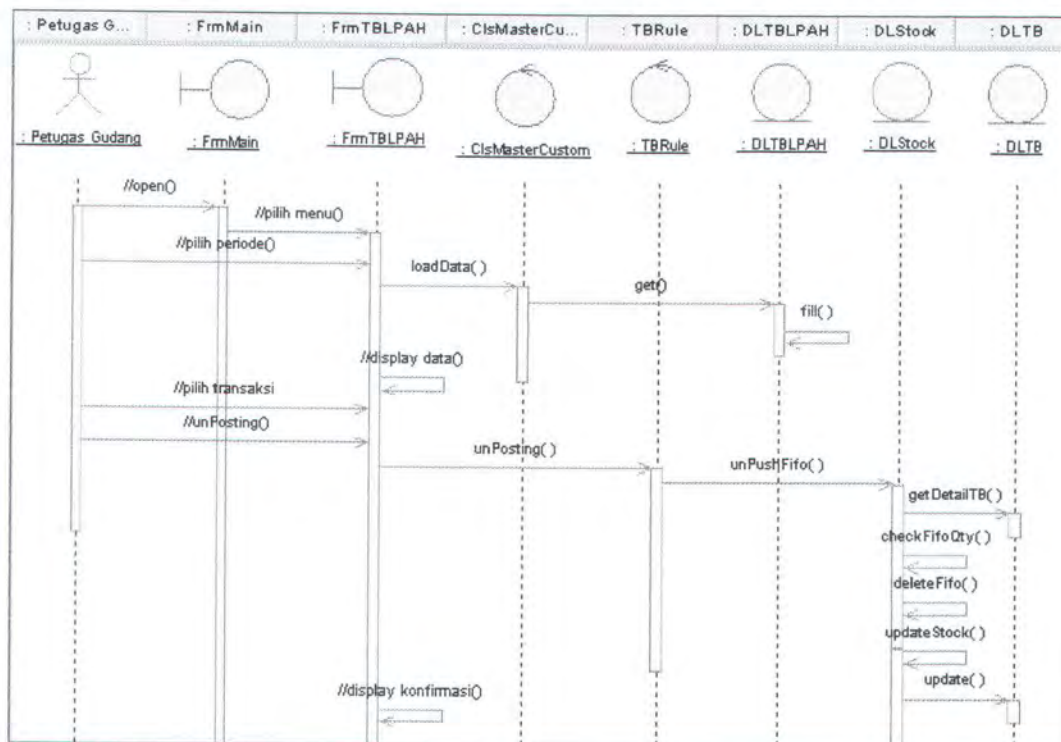 : Petugas G... : FrmMain : FrmTBLPAH : ClsMasterCu... : TBRule : DLTBLPAH : DLStock : DLTB
: Petugas Gudang : FrmMain : FrmTBLPAH : ClsMasterCustom : TBRule : DLTBLPAH : DLStock : DLTB
//open()
//pilih menu()
//pilih periode()
loadData( )
get()
fill( )
//display data()
//pilih transaksi
//unPosting()
unPosting( )
unPushFifo( )
getDetailTB( )
checkFifoQty( )
deleteFifo( )
updateStock( )
update( )
//display konfirmasi()